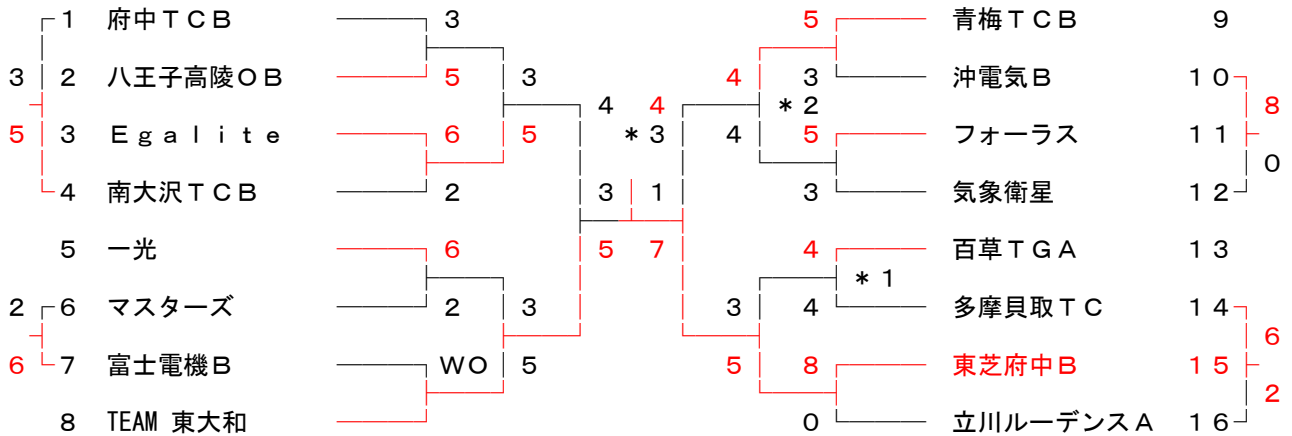 1 府中ＴＣＢ 3 5 青梅ＴＣＢ 9
3 2 八王子高陵ＯＢ 5 3 4 3 沖電気Ｂ １０
4 4 ＊２ 8
5 3 Ｅｇａｌｉｔｅ 6 5 ＊３ 4 5 フォーラス １１
0
4 南大沢ＴＣＢ 2 3 1 3 気象衛星 １２
5 一光 6 5 7 4 百草ＴＧＡ １３
＊１
2 6 マスターズ 2 3 3 4 多摩貝取ＴＣ １４
6
6 7 富士電機Ｂ ＷＯ 5 5 8 東芝府中Ｂ １５
2
8 TEAM 東大和 0 立川ルーデンスＡ １６